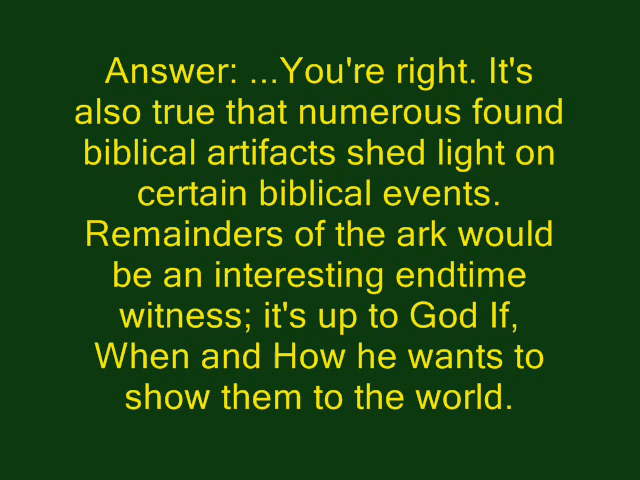 Answer: ...You're right. It's
also true that numerous found
biblical artifacts shed light on
certain biblical events.
Remainders of the ark would
be an interesting endtime
witness; it's up to God If,
When and How he wants to
show them to the world.